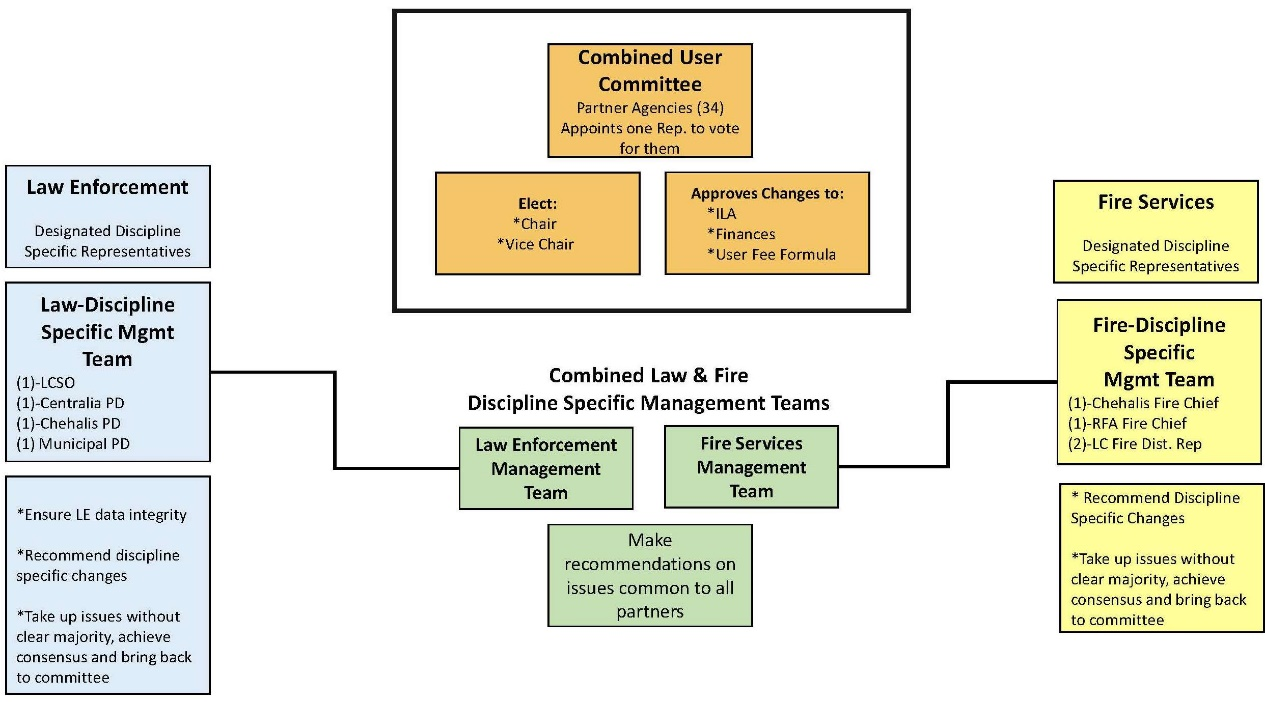 Combined User
Committee
Partner Agencies (34)
Appoints one Rep. to vote
for them
Elect:
*Chair
*Vice Chair
Approves Changes to:
*ILA
*Finances
*User Fee Formula
Law Enforcement
Designated Discipline
Specific Representatives
Law-Discipline
Specific Mgmt
Team
(1)-LCSO
(1)-Centralia PD
(1)-Chehalis PD
(1) Municipal PD
*Ensure LE data integrity
*Recommend discipline
specific changes
*Take up issues without
clear majority, achieve
consensus and bring back
to committee
Combined Law & Fire
Discipline Specific Management Teams
Law Enforcement
Management
Team
Fire Services
Management
Team
Make
recommendations on
issues common to all
partners
Fire Services
Designated Discipline
Specific Representatives
Fire-Discipline
Specific
Mgmt Team
(1)-Chehalis Fire Chief
(1)-RFA Fire Chief
(2)-LC Fire Dist. Rep
* Recommend Discipline
Specific Changes
*Take up issues without
clear majority, achieve
consensus and bring back
to committee